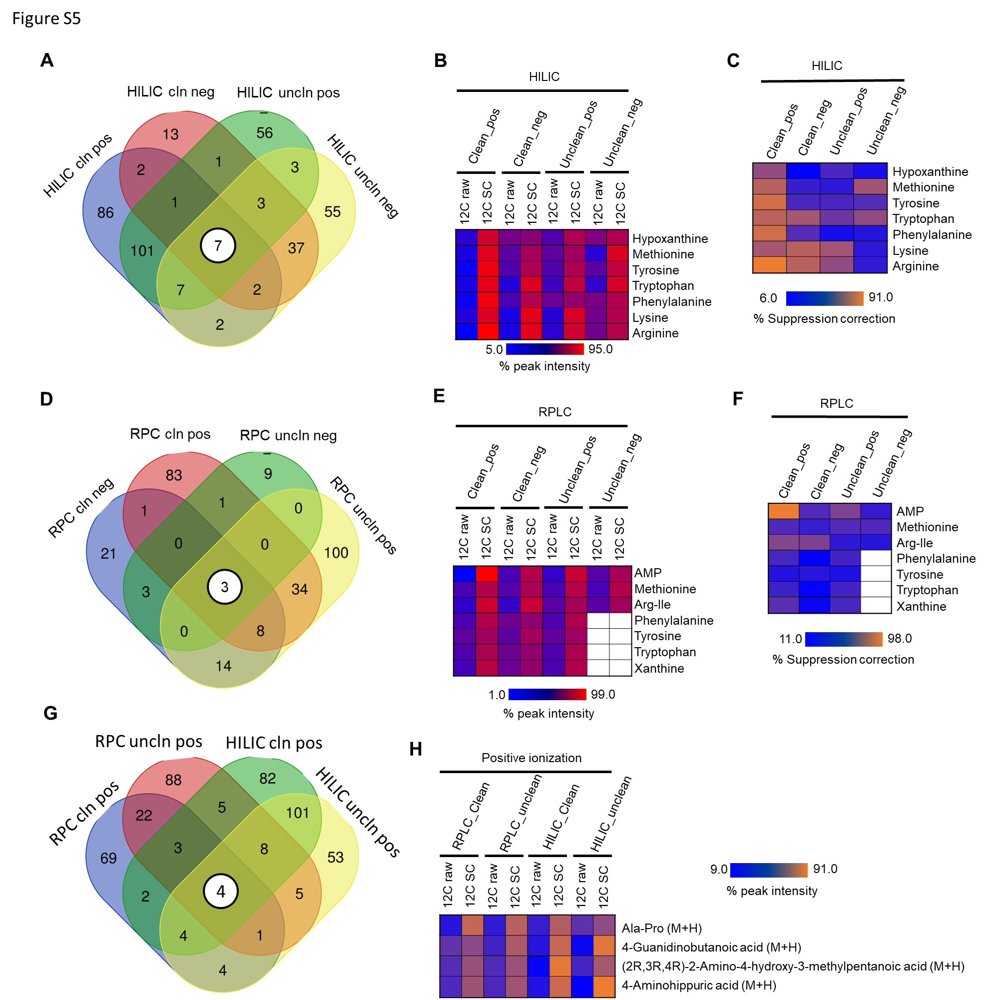 Figure S5
A
HILIC cln neg
HILIC uncln pos
HILIC cln pos
HILIC uncln neg
13
56
2
1
3
86
1
3
55
101
7
37
7
2
2
B
HILIC
Clean_pos
Clean_neg
Unclean_pos
Unclean_neg
12C raw
12C SC
12C raw
12C SC
12C raw
12C SC
12C raw
12C SC
Hypoxanthine
Methionine
Tyrosine
Tryptophan
Phenylalanine
Lysine
Arginine
5.0
95.0
% peak intensity
C
HILIC
Clean_pos
Clean_neg
Unclean_pos
Unclean_neg
Hypoxanthine
Methionine
Tyrosine
Tryptophan
Phenylalanine
Lysine
Arginine
6.0
91.0
% Suppression correction
D
RPC cln pos
RPC uncln neg
RPC cln neg
RPC uncln pos
83
9
1
1
0
21
0
0
100
3
3
34
0
8
14
E
RPLC
Clean_pos
Clean_neg
Unclean_pos
Unclean_neg
12C raw
12C SC
12C raw
12C SC
12C raw
12C SC
12C raw
12C SC
AMP
Methionine
Arg-Ile
Phenylalanine
Tyrosine
Tryptophan
Xanthine
1.0
99.0
% peak intensity
F
RPLC
Clean_pos
Clean_neg
Unclean_pos
Unclean_neg
AMP
Methionine
Arg-Ile
Phenylalanine
Tyrosine
Tryptophan
Xanthine
11.0
98.0
% Suppression correction
G
RPC uncln pos
HILIC cln pos
RPC cln pos
HILIC uncln pos
88
82
22
5
101
69
3
8
53
2
4
5
4
1
4
H
Positive ionization
RPLC_Clean
RPLC_unclean
HILIC_Clean
HILIC_unclean
12C raw
12C SC
12C raw
12C SC
12C raw
12C SC
12C raw
12C SC
9.0
91.0
% peak intensity
Ala-Pro (M+H)
4-Guanidinobutanoic acid (M+H)
(2R,3R,4R)-2-Amino-4-hydroxy-3-methylpentanoic acid (M+H)
4-Aminohippuric acid (M+H)